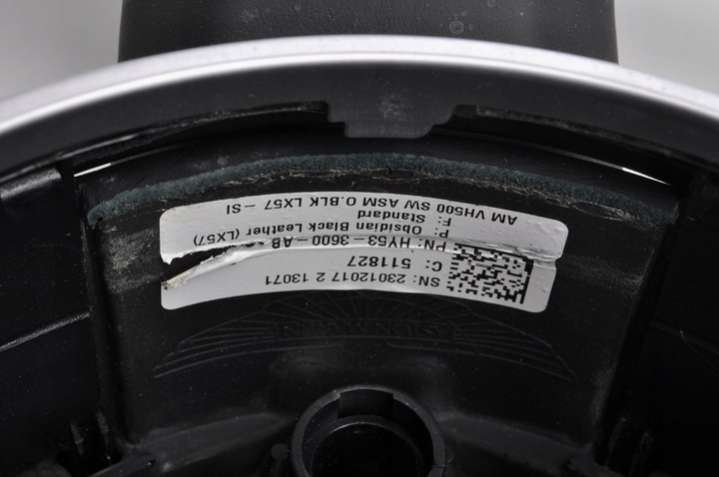 SN: 23012017 2 13071
C: 511827
PN: HY53-3600-AB
P: Obsidian Black Leather (LX57)
F: Standard
AM VH500 SW ASM O.BLK LX57 -SI